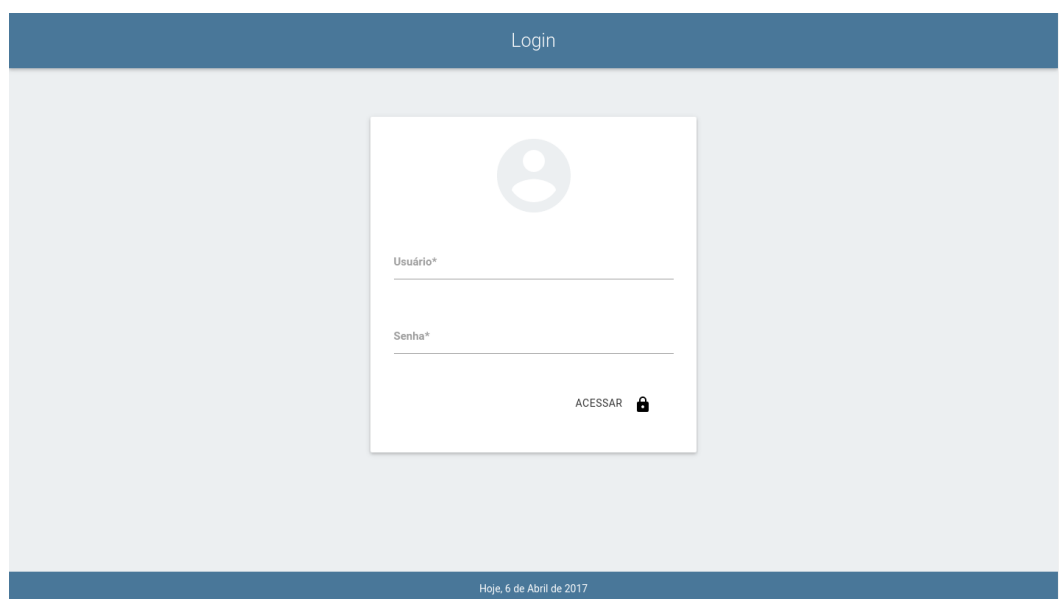 Login
Usuário*
Senha*
ACESSAR
Hoje, 6 de Abril de 2017